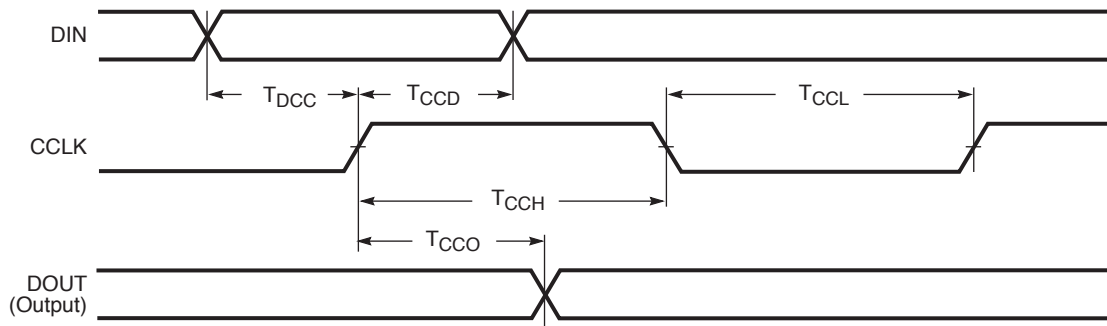 DIN
TDCC
TCCD
TCCL
CCLK
TCCH
TCCO
DOUT
(Output)